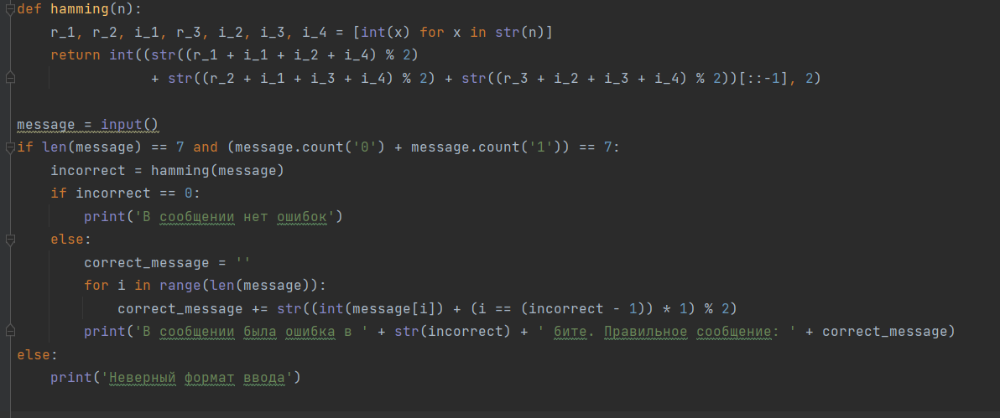 def hamming(n):
    r_1, r_2, i_1, r_3, i_2, i_3, i_4 = [int(x) for x in str(n)]
    return int((str((r_1 + i_1 + i_2 + i_4) % 2)
                + str((r_2 + i_1 + i_3 + i_4) % 2) + str((r_3 + i_2 + i_3 + i_4) % 2))[::-1], 2)

message = input()
if len(message) == 7 and (message.count('0') + message.count('1')) == 7:
    incorrect = hamming(message)
    if incorrect == 0:
        print('В сообщении нет ошибок')
    else:
        correct_message = ''
        for i in range(len(message)):
            correct_message += str((int(message[i]) + (i == (incorrect - 1)) * 1) % 2)
        print('В сообщении была ошибка в ' + str(incorrect) + ' бите. Правильное сообщение: ' + correct_message)
else:
    print('Неверный формат ввода')